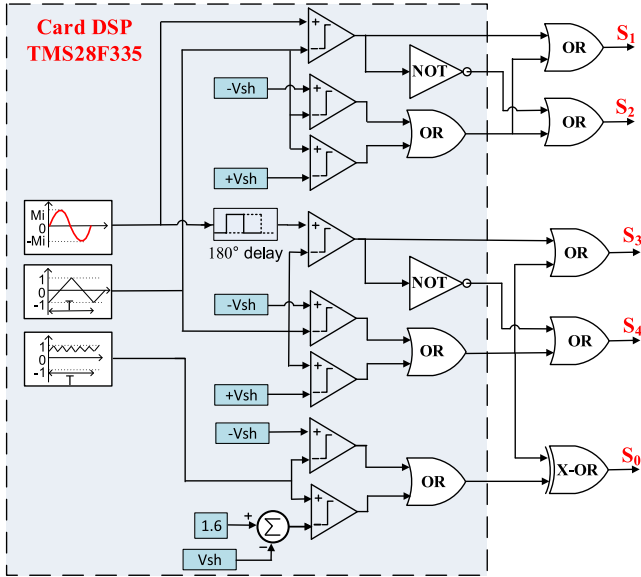 Card DSP
TMS28F335
+
−
NOT
OR
S1
-Vsh
+
−
OR
OR
S2
+
−
+Vsh
Mi
0
-Mi
180° delay
+
−
NOT
OR
S3
1
0
-1
T
-Vsh
+
−
OR
OR
S4
1
0
-1
T
+
−
+Vsh
-Vsh
+
−
OR
X-OR
S0
1.6
+
Σ
−
+
−
Vsh